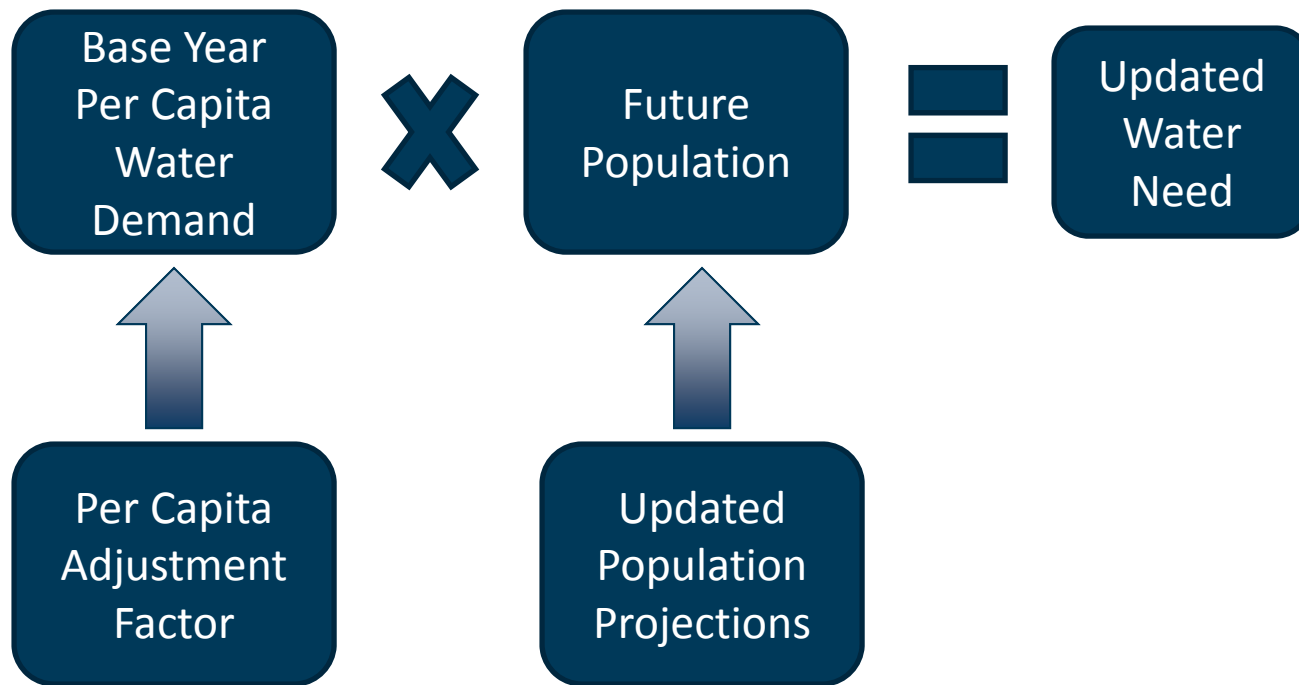 Base Year
Per Capita
Water
Demand
Future
Population
Updated
Water
Need
Per Capita
Adjustment
Factor
Updated
Population
Projections